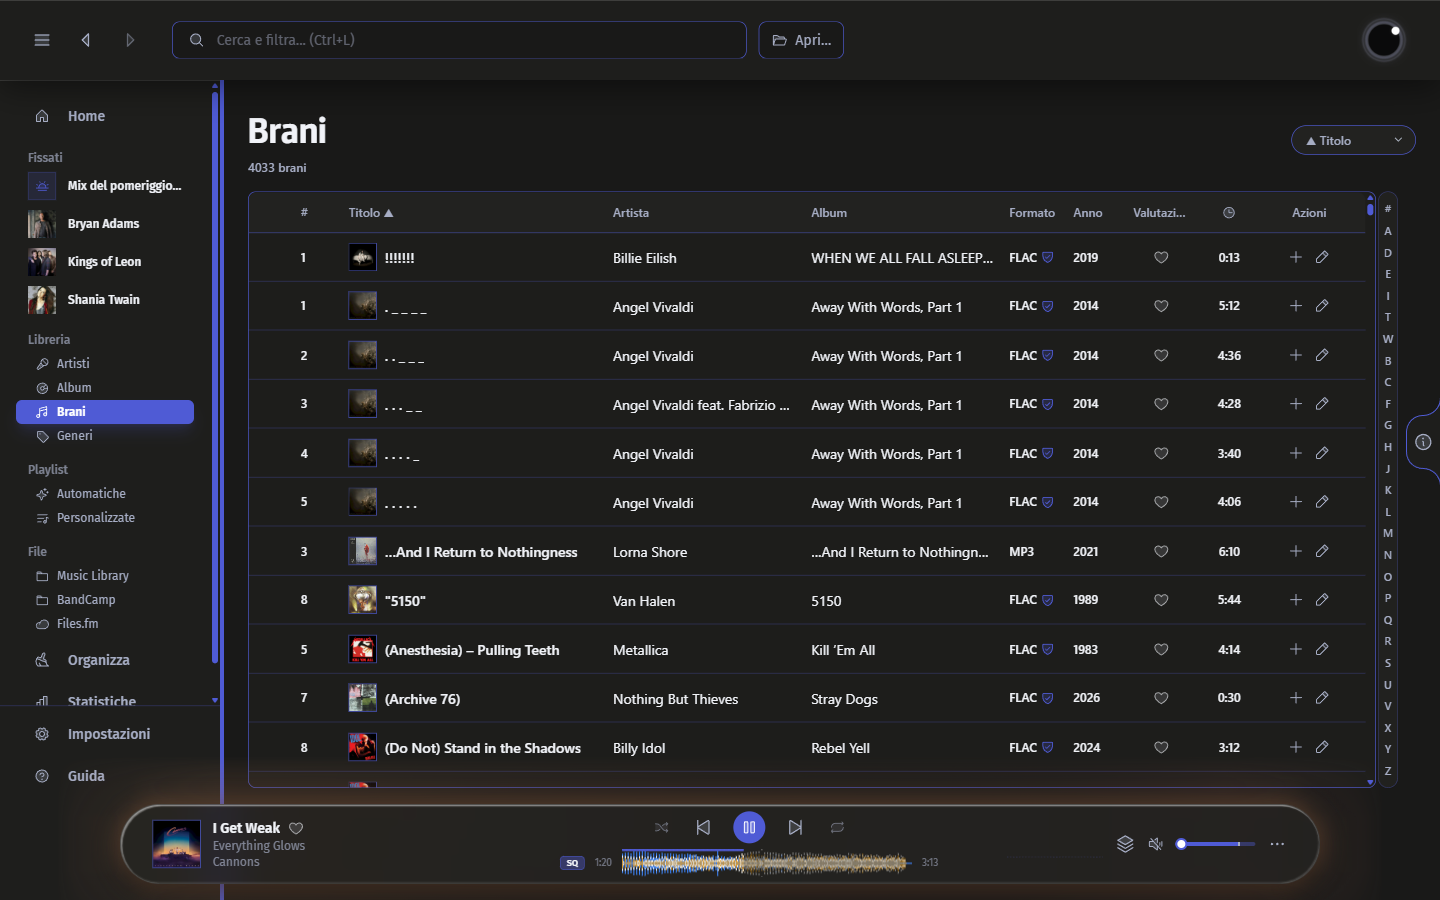 Cerca e filtra... (Ctrl+L)
Apri...
Home
Fissati
Mix del pomeriggio...
Bryan Adams
Kings of Leon
Shania Twain
Libreria
Artisti
Album
Brani
Generi
Playlist
Automatiche
Personalizzate
File
Music Library
BandCamp
Files.fm
Organizza
Statistiche
Impostazioni
Guida
Brani
4033 brani
▲ Titolo
# Titolo ▲ Artista Album Formato Anno Valutazi... Azioni
1 !!!!!!! Billie Eilish WHEN WE ALL FALL ASLEEP... FLAC 2019 0:13
1 . _ _ _ _ Angel Vivaldi Away With Words, Part 1 FLAC 2014 5:12
2 . . _ _ _ Angel Vivaldi Away With Words, Part 1 FLAC 2014 4:36
3 . . . _ _ Angel Vivaldi feat. Fabrizio ... Away With Words, Part 1 FLAC 2014 4:28
4 . . . . _ Angel Vivaldi Away With Words, Part 1 FLAC 2014 3:40
5 . . . . . Angel Vivaldi Away With Words, Part 1 FLAC 2014 4:06
3 ...And I Return to Nothingness Lorna Shore ...And I Return to Nothingn... MP3 2021 6:10
8 "5150" Van Halen 5150 FLAC 1989 5:44
5 (Anesthesia) – Pulling Teeth Metallica Kill ’Em All FLAC 1983 4:14
7 (Archive 76) Nothing But Thieves Stray Dogs FLAC 2026 0:30
8 (Do Not) Stand in the Shadows Billy Idol Rebel Yell FLAC 2024 3:12
#
A
D
E
I
T
W
B
C
F
G
H
J
K
L
M
N
O
P
Q
R
S
U
V
X
Y
Z
I Get Weak
Everything Glows
Cannons
SQ 1:20 3:13